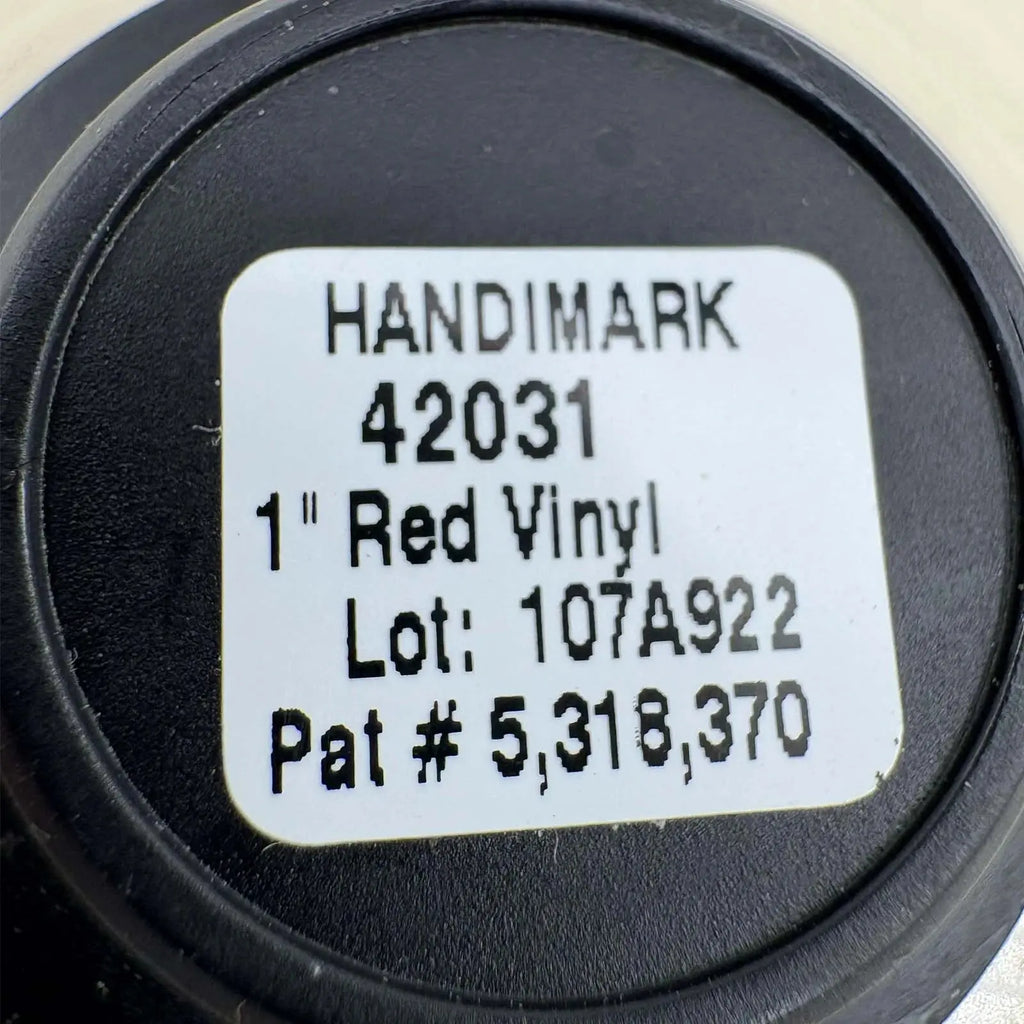 HANDIMARK
42031
1" Red Vinyl
Lot: 107A922
Pat # 5,318,370